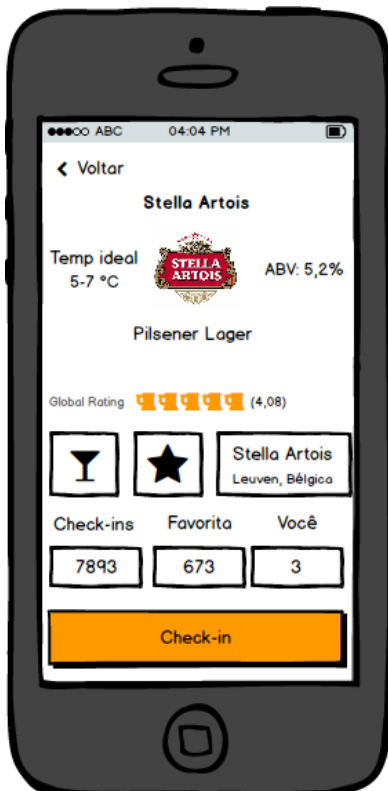 ABC 04:04 PM
Voltar
Stella Artois
Temp ideal
5-7 °C
STELLA
ARTOIS
ABV: 5,2%
Pilsener Lager
Global Rating (4,08)
Stella Artois
Leuven, Bélgica
Check-ins Favorita Você
7893 673 3
Check-in